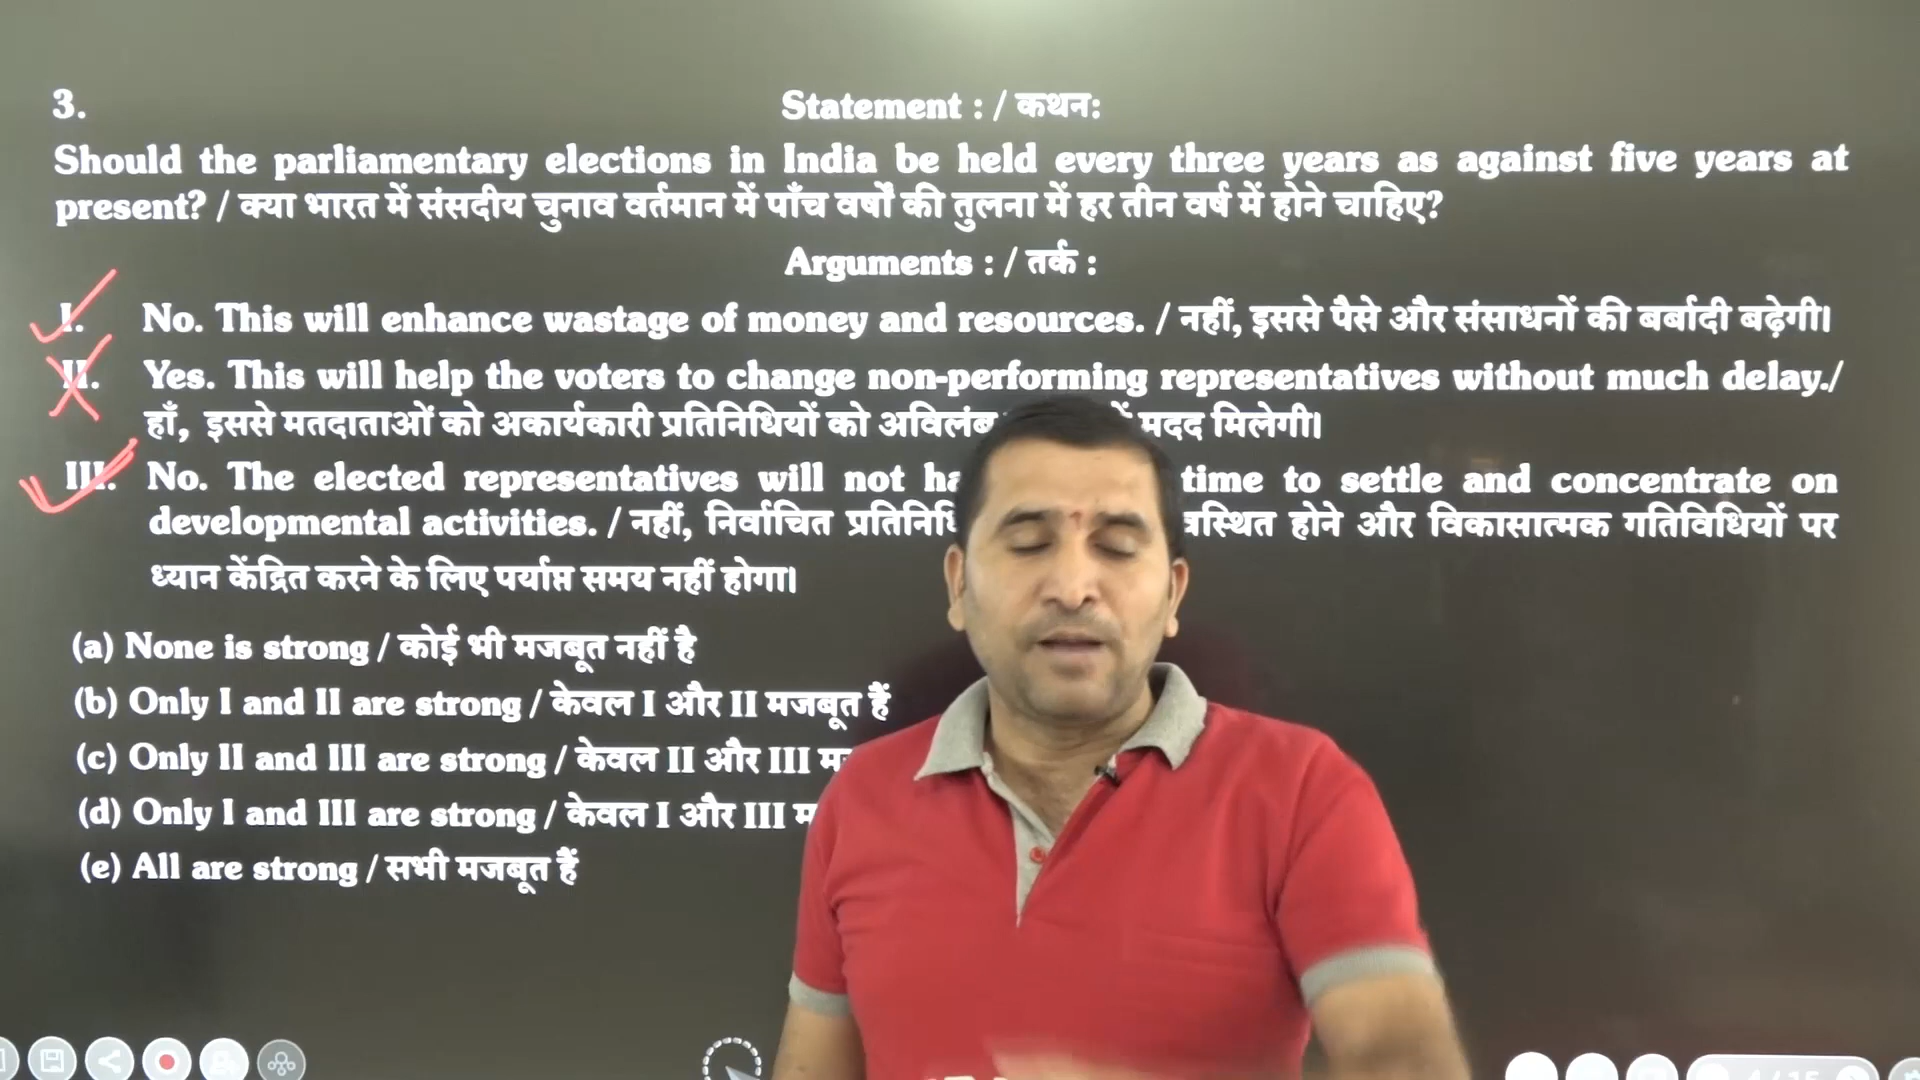 3.
Statement : / कथन:
Should the parliamentary elections in India be held every three years as against five years at
present? / क्या भारत में संसदीय चुनाव वर्तमान में पाँच वर्षों की तुलना में हर तीन वर्ष में होने चाहिए?
Arguments : / तर्क :
I. No. This will enhance wastage of money and resources. / नहीं, इससे पैसे और संसाधनों की बर्बादी बढ़ेगी।
II. Yes. This will help the voters to change non-performing representatives without much delay./
हाँ, इससे मतदाताओं को अकार्यकारी प्रतिनिधियों को मदद मिलेगी।
III. No. The elected representatives will not time to settle and concentrate on
developmental activities. / नहीं, निर्वाचित होने और विकासात्मक गतिविधियों पर
ध्यान केंद्रित करने के लिए पर्याप्त समय नहीं होगा।
(a) None is strong / कोई भी मजबूत नहीं है
(b) Only I and II are strong / केवल I और II मजबूत हैं
(c) Only II and III are strong / केवल II और III
(d) Only I and III are strong / केवल I और III
(e) All are strong / सभी मजबूत हैं